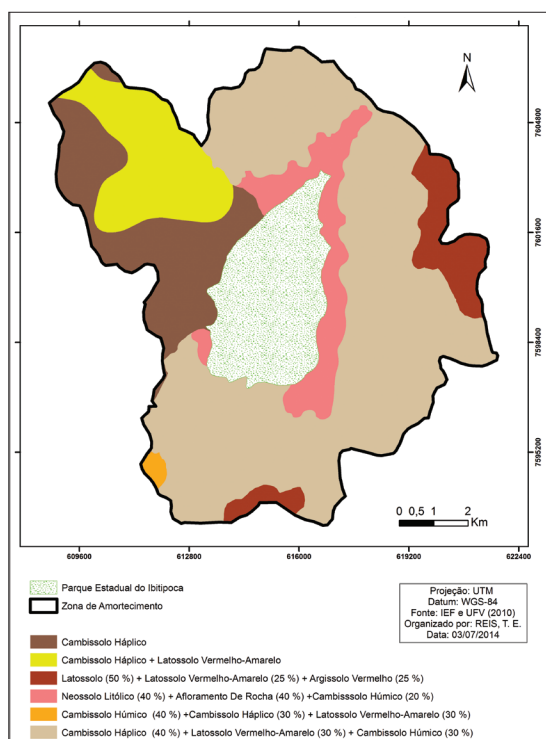 N
7604800
7601600
7598400
7595200
0 0,5 1 2
Km
609600 612800 616000 619200 622400
Parque Estadual do Ibitipoca
Zona de Amortecimento
Projeção: UTM
Datum: WGS-84
Fonte: IEF e UFV (2010)
Organizado por: REIS, T. E.
Data: 03/07/2014
Cambissolo Háplico
Cambissolo Háplico + Latossolo Vermelho-Amarelo
Latossolo (50 %) + Latossolo Vermelho-Amarelo (25 %) + Argissolo Vermelho (25 %)
Neossolo Litólico (40 %) + Afloramento De Rocha (40 %) +Cambisssolo Húmico (20 %)
Cambissolo Húmico (40 %) +Cambissolo Háplico (30 %) + Latossolo Vermelho-Amarelo (30 %)
Cambissolo Háplico (40 %) + Latossolo Vermelho-Amarelo (30 %) + Cambissolo Húmico (30 %)